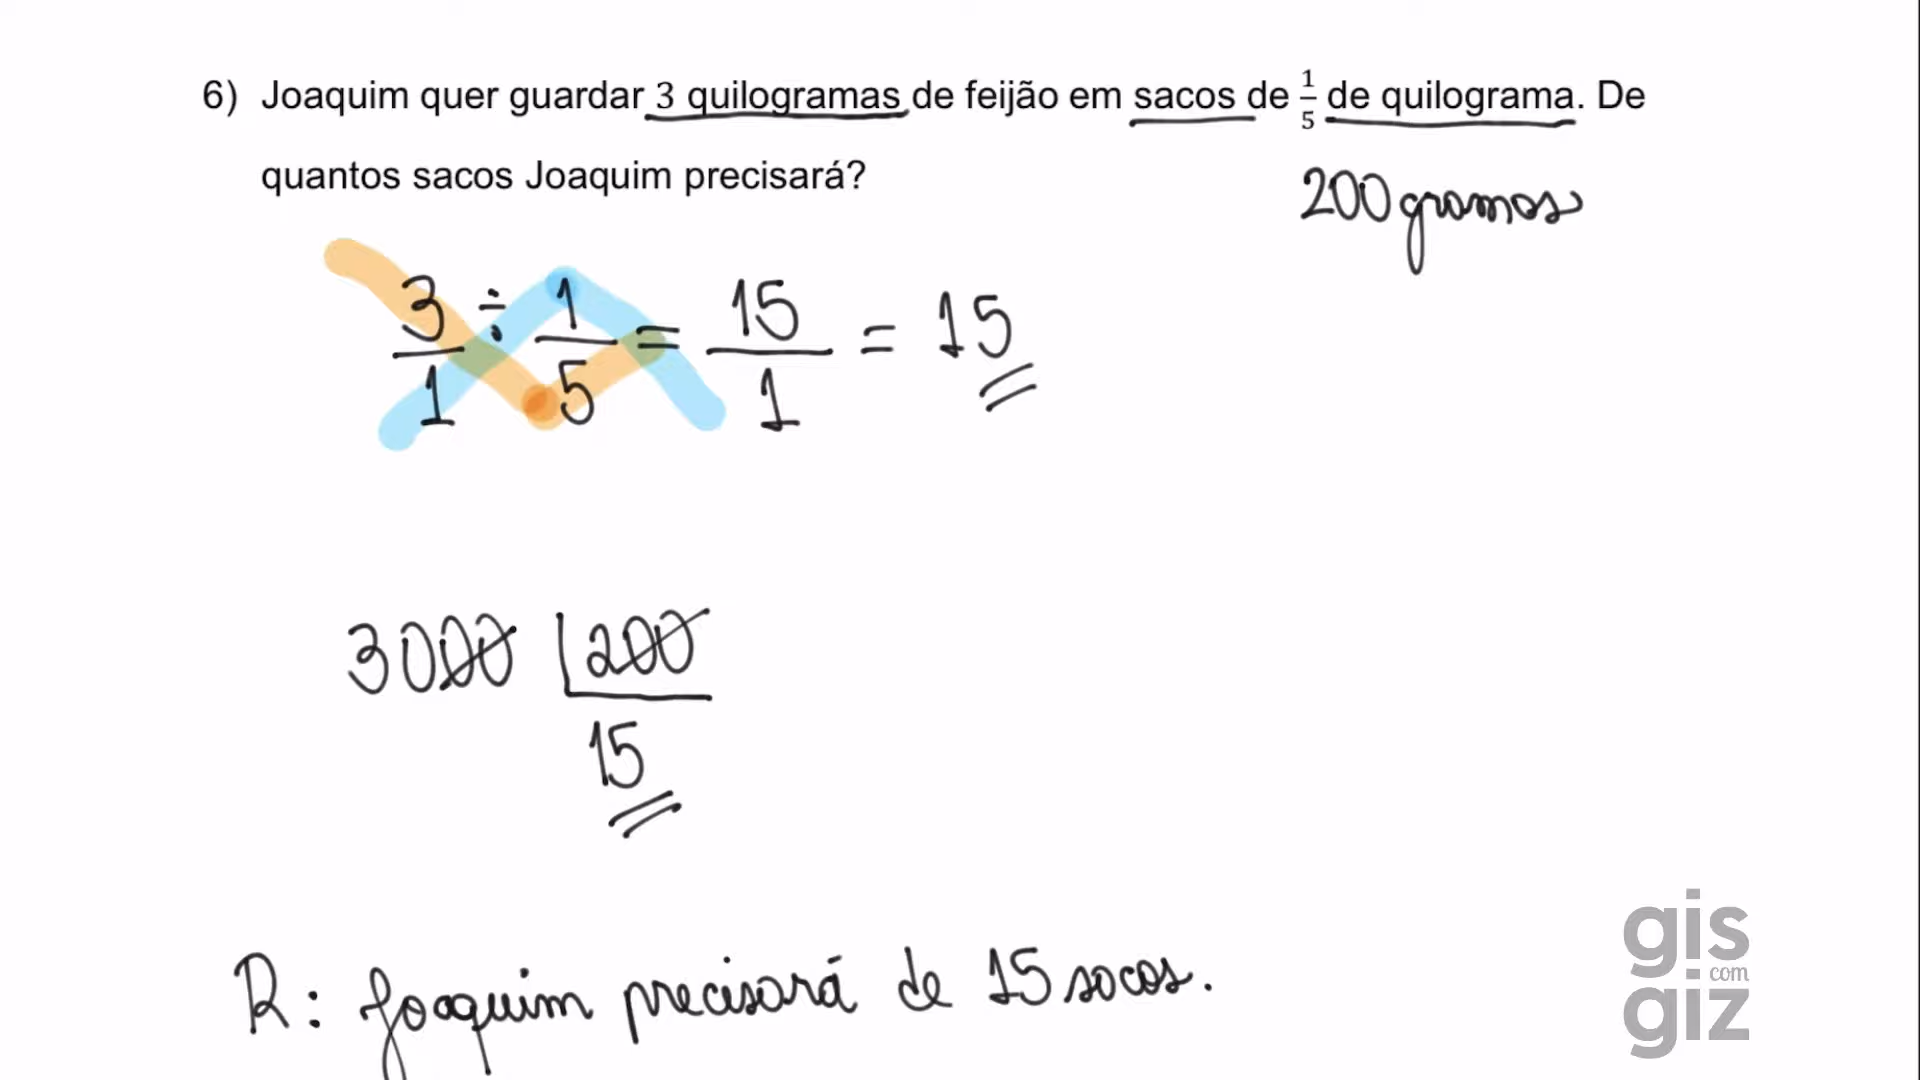 6) Joaquim quer guardar 3 quilogramas de feijão em sacos de 1/5 de quilograma. De
quantos sacos Joaquim precisará?
200 gramas
3/1 ÷ 1/5 = 15/1 = 15
3000 200
15
R: Joaquim precisará de 15 sacos.
gis
com
giz